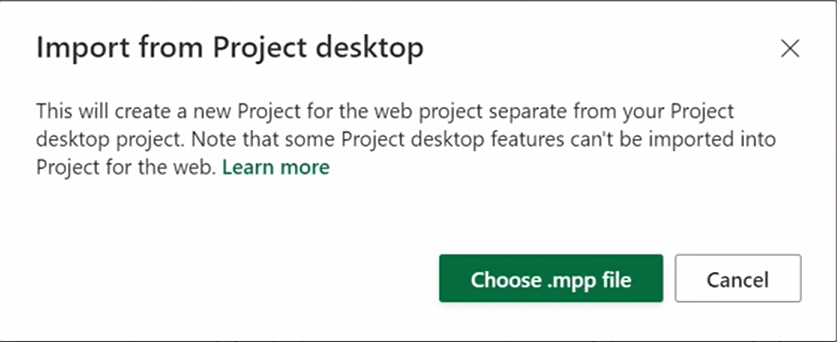 Import from Project desktop
This will create a new Project for the web project separate from your Project
desktop project. Note that some Project desktop features can't be imported into
Project for the web. Learn more
Choose .mpp file
Cancel